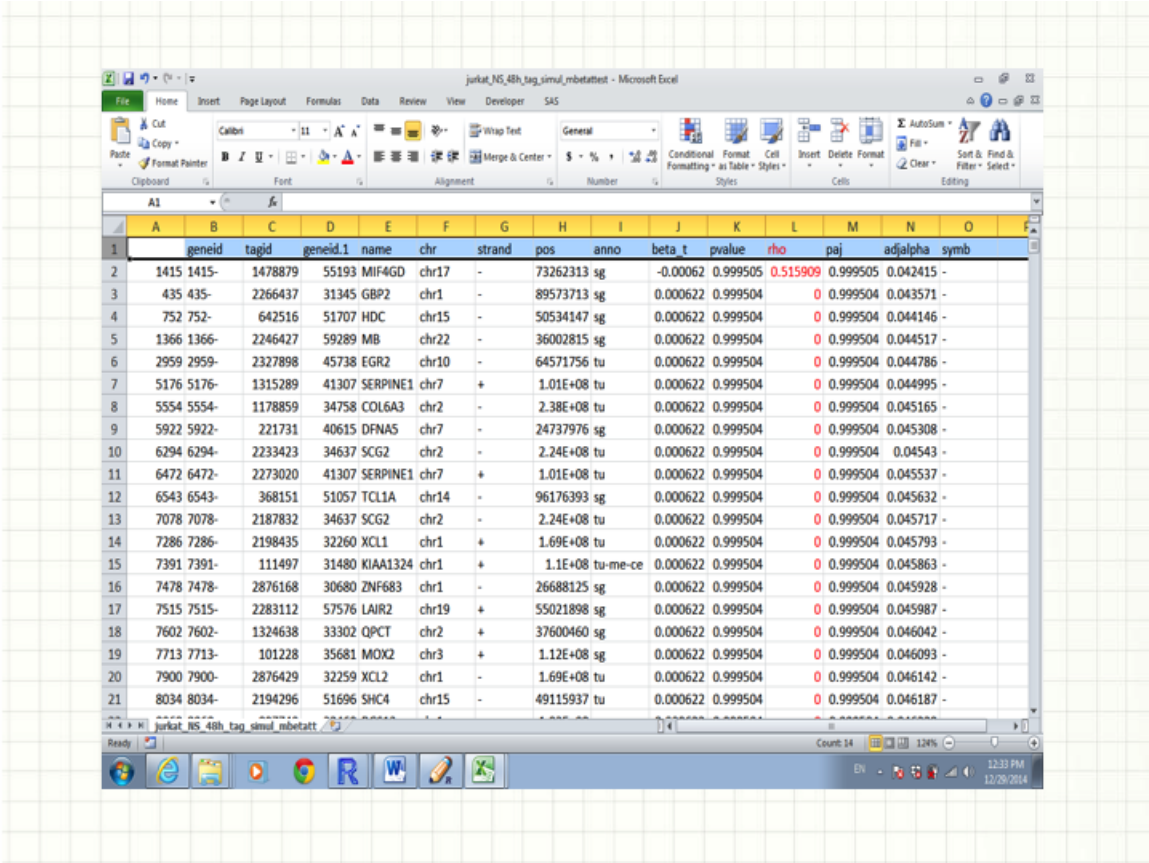 jurkat_NS_48h_tag_simul_mbetattest - Microsoft Excel
File Home Insert Page Layout Formulas Data Review View Developer SAS
Cut
Copy
Format Painter
Paste
Calibri 11
B I U
Wrap Text
Merge & Center
General
$ % ,
Conditional Formatting
Format as Table
Cell Styles
Insert Delete Format
Σ AutoSum
Fill
Clear
Sort & Filter
Find & Select
Clipboard Font Alignment Number Styles Cells Editing
A1 fx
A B C D E F G H I J K L M N O
1 geneid tagid geneid.1 name chr strand pos anno beta_t pvalue rho paj adjalpha symb
2 1415 1415- 1478879 55193 MIF4GD chr17 - 73262313 sg -0.00062 0.999505 0.515909 0.999505 0.042415 -
3 435 435- 2266437 31345 GBP2 chr1 - 89573713 sg 0.000622 0.999504 0 0.999504 0.043571 -
4 752 752- 642516 51707 HDC chr15 - 50534147 sg 0.000622 0.999504 0 0.999504 0.044146 -
5 1366 1366- 2246427 59289 MB chr22 - 36002815 sg 0.000622 0.999504 0 0.999504 0.044517 -
6 2959 2959- 2327898 45738 EGR2 chr10 - 64571756 tu 0.000622 0.999504 0 0.999504 0.044786 -
7 5176 5176- 1315289 41307 SERPINE1 chr7 + 1.01E+08 tu 0.000622 0.999504 0 0.999504 0.044995 -
8 5554 5554- 1178859 34758 COL6A3 chr2 - 2.38E+08 tu 0.000622 0.999504 0 0.999504 0.045165 -
9 5922 5922- 221731 40615 DFNA5 chr7 - 24737976 sg 0.000622 0.999504 0 0.999504 0.045308 -
10 6294 6294- 2233423 34637 SCG2 chr2 - 2.24E+08 tu 0.000622 0.999504 0 0.999504 0.04543 -
11 6472 6472- 2273020 41307 SERPINE1 chr7 + 1.01E+08 tu 0.000622 0.999504 0 0.999504 0.045537 -
12 6543 6543- 368151 51057 TCL1A chr14 - 96176393 sg 0.000622 0.999504 0 0.999504 0.045632 -
13 7078 7078- 2187832 34637 SCG2 chr2 - 2.24E+08 tu 0.000622 0.999504 0 0.999504 0.045717 -
14 7286 7286- 2198435 32260 XCL1 chr1 + 1.69E+08 tu 0.000622 0.999504 0 0.999504 0.045793 -
15 7391 7391- 111497 31480 KIAA1324 chr1 + 1.1E+08 tu-me-ce 0.000622 0.999504 0 0.999504 0.045863 -
16 7478 7478- 2876168 30680 ZNF683 chr1 - 26688125 sg 0.000622 0.999504 0 0.999504 0.045928 -
17 7515 7515- 2283112 57576 LAIR2 chr19 + 55021898 sg 0.000622 0.999504 0 0.999504 0.045987 -
18 7602 7602- 1324638 33302 QPCT chr2 + 37600460 sg 0.000622 0.999504 0 0.999504 0.046042 -
19 7713 7713- 101228 35681 MOX2 chr3 + 1.12E+08 sg 0.000622 0.999504 0 0.999504 0.046093 -
20 7900 7900- 2876429 32259 XCL2 chr1 - 1.69E+08 tu 0.000622 0.999504 0 0.999504 0.046142 -
21 8034 8034- 2194296 51696 SHC4 chr15 - 49115937 tu 0.000622 0.999504 0 0.999504 0.046187 -
jurkat_NS_48h_tag_simul_mbetatt
Ready Count: 14 124%
EN 12:33 PM
12/29/2014